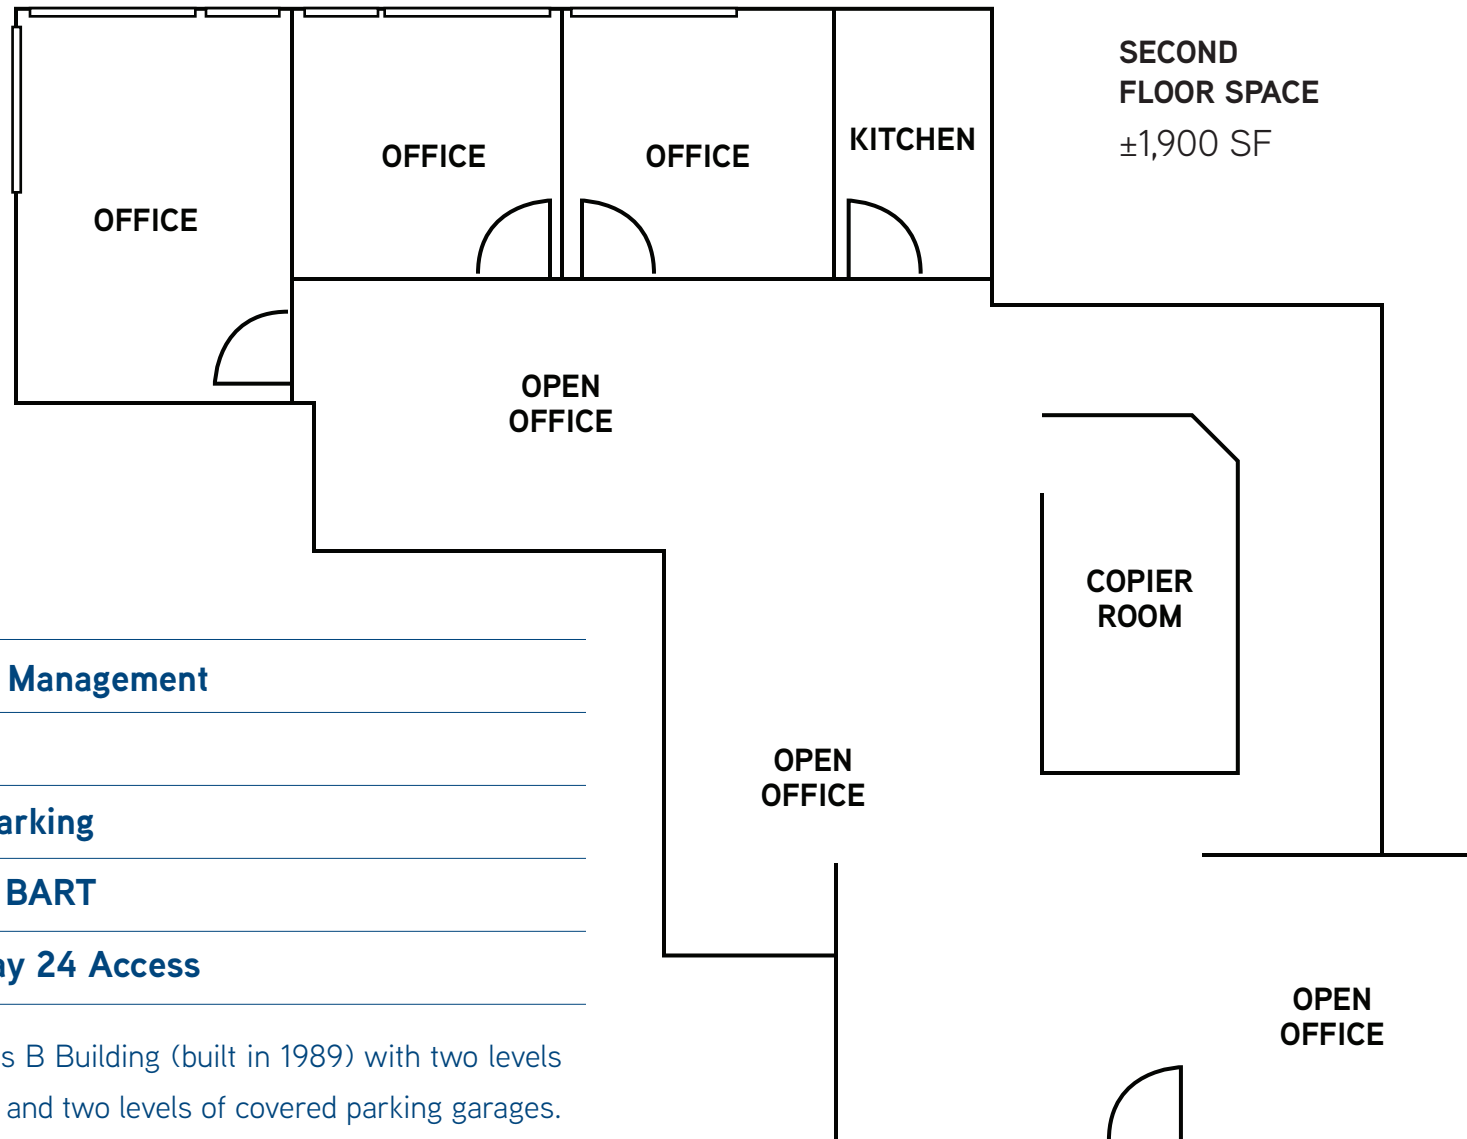 SECOND
FLOOR SPACE
±1,900 SF
KITCHEN
OFFICE
OFFICE
OFFICE
OPEN
OFFICE
COPIER
ROOM
OPEN
OFFICE
OPEN
OFFICE
Management
arking
BART
ay 24 Access
s B Building (built in 1989) with two levels
and two levels of covered parking garages.